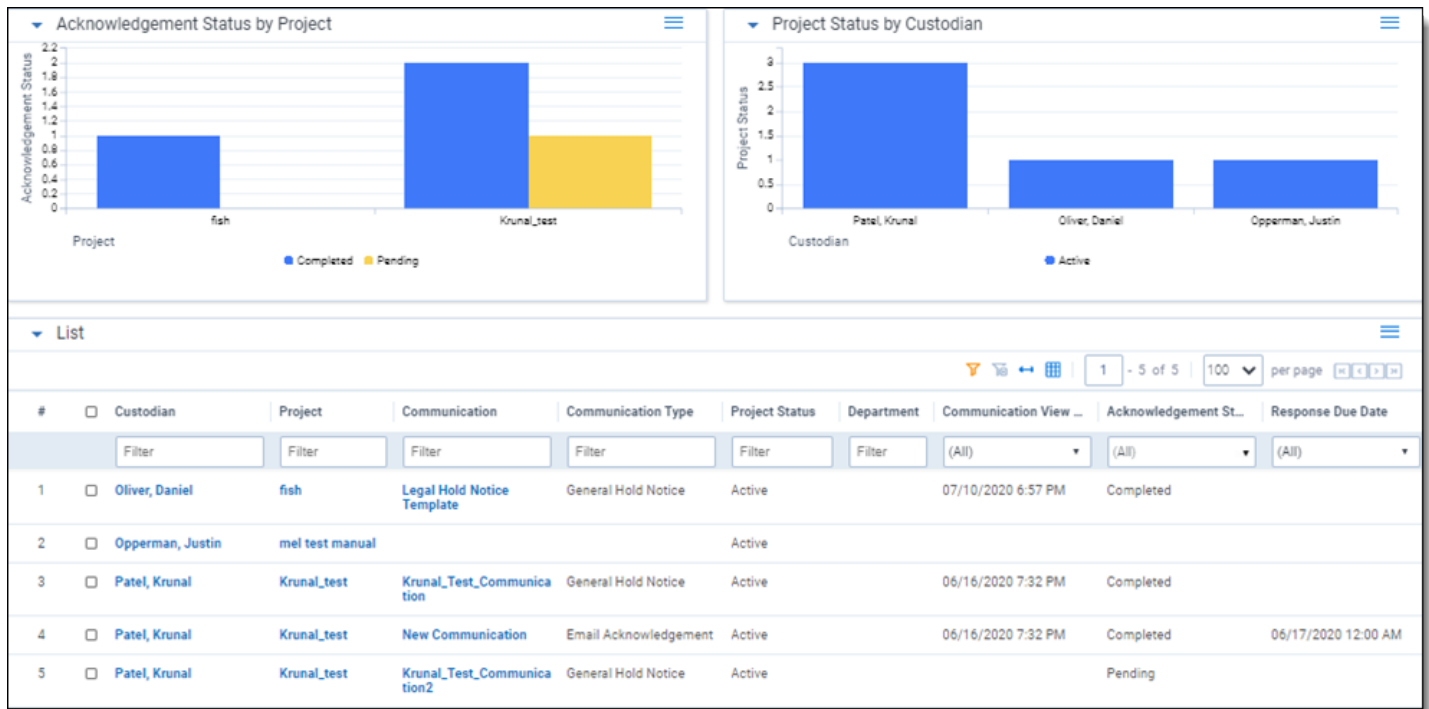 Acknowledgement Status by Project
Acknowledgement Status
2.2
2
1.8
1.6
1.4
1.2
1
0.8
0.6
0.4
0.2
0
fish
Krunal_test
Project
Completed Pending
Project Status by Custodian
Project Status
3
2.5
2
1.5
1
0.5
0
Patel, Krunal
Oliver, Daniel
Opperman, Justin
Custodian
Active
List
1 - 5 of 5 100 per page
# Custodian Project Communication Communication Type Project Status Department Communication View ... Acknowledgement St... Response Due Date
Filter Filter Filter Filter Filter Filter (All) (All) (All)
1 Oliver, Daniel fish Legal Hold Notice General Hold Notice Active 07/10/2020 6:57 PM Completed
Template
2 Opperman, Justin mel test manual Active
3 Patel, Krunal Krunal_test Krunal_Test_Communica General Hold Notice Active 06/16/2020 7:32 PM Completed
tion
4 Patel, Krunal Krunal_test New Communication Email Acknowledgement Active 06/16/2020 7:32 PM Completed 06/17/2020 12:00 AM
5 Patel, Krunal Krunal_test Krunal_Test_Communica General Hold Notice Active Pending
tion2